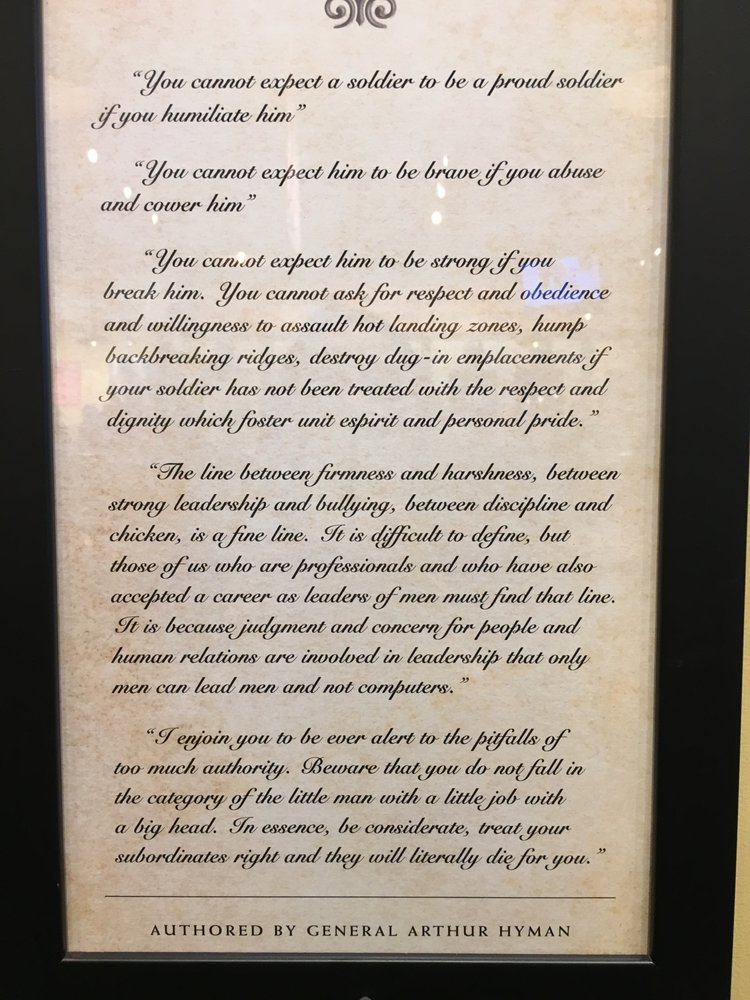 “You cannot expect a soldier to be a proud soldier
if you humiliate him”
“You cannot expect him to be brave if you abuse
and cower him”
“You cannot expect him to be strong if you
break him. You cannot ask for respect and obedience
and willingness to assault hot landing zones, hump
backbreaking ridges, destroy dug-in emplacements if
your soldier has not been treated with the respect and
dignity which foster unit espirit and personal pride.”
“The line between firmness and harshness, between
strong leadership and bullying, between discipline and
chicken, is a fine line. It is difficult to define, but
those of us who are professionals and who have also
accepted a career as leaders of men must find that line.
It is because judgment and concern for people and
human relations are involved in leadership that only
men can lead men and not computers.”
“I enjoin you to be ever alert to the pitfalls of
too much authority. Beware that you do not fall in
the category of the little man with a little job with
a big head. In essence, be considerate, treat your
subordinates right and they will literally die for you.”
AUTHORED BY GENERAL ARTHUR HYMAN